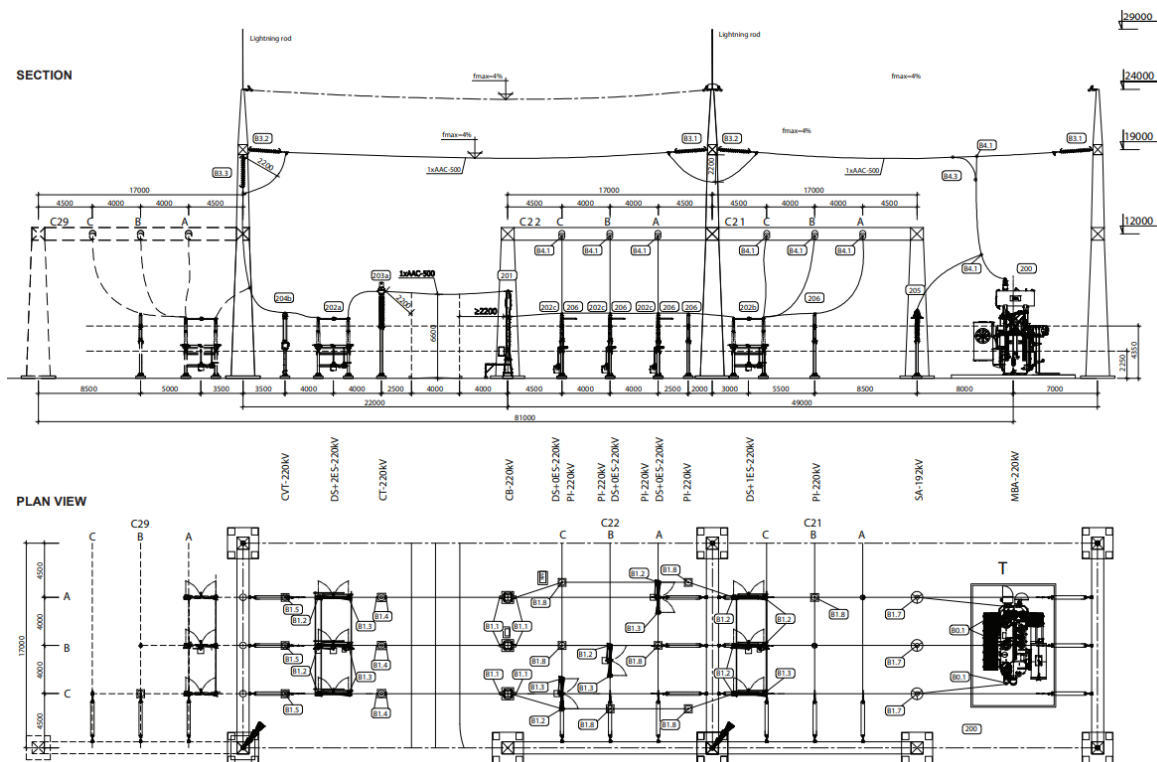 29000
Lightning rod
Lightning rod
SECTION
fmax=4%
fmax=4%
24000
fmax=4%
B3.2
B3.1
B3.2
B4.1
B3.1
19000
2200
1xAAC-500
2200
1xAAC-500
B4.3
B3.3
17000
17000
17000
4500
4000
4000
4500
4500
4000
4000
4500
4500
4000
4000
4500
12000
C29
C
B
A
C22
C
B
A
C21
C
B
A
B4.1
B4.1
B4.1
B4.1
B4.1
B4.1
B4.1
203a
1xAAC-500
201
200
204b
202a
2200
≥2200
202c
206
202c
206
202c
206
206
202b
206
205
6600
2250
4350
8500
5000
3500
3500
4000
4000
2500
4000
4000
4500
4000
4000
2500
2000
3000
5500
8500
8000
7000
22000
49000
81000
CVT-220kV
DS+2ES-220kV
CT-220kV
CB-220kV
DS+0ES-220kV
PI-220kV
PI-220kV
DS+0ES-220kV
PI-220kV
DS+0ES-220kV
PI-220kV
DS+1ES-220kV
PI-220kV
SA-192kV
MBA-220kV
PLAN VIEW
C29
C22
C21
C
B
A
C
B
A
C
B
A
17000
4500
4000
4000
4500
A
B
C
T
B1.5
B1.2
B1.3
B1.4
B1.1
B1.1
B1.8
B1.2
B1.8
B1.3
B1.2
B1.2
B1.8
B1.7
B0.1
B1.5
B1.2
B1.3
B1.4
B1.1
B1.1
B1.8
B1.2
B1.3
B1.3
B1.8
B1.7
B0.1
B1.5
B1.4
B1.2
B1.8
B1.8
B1.2
B1.3
B1.7
200